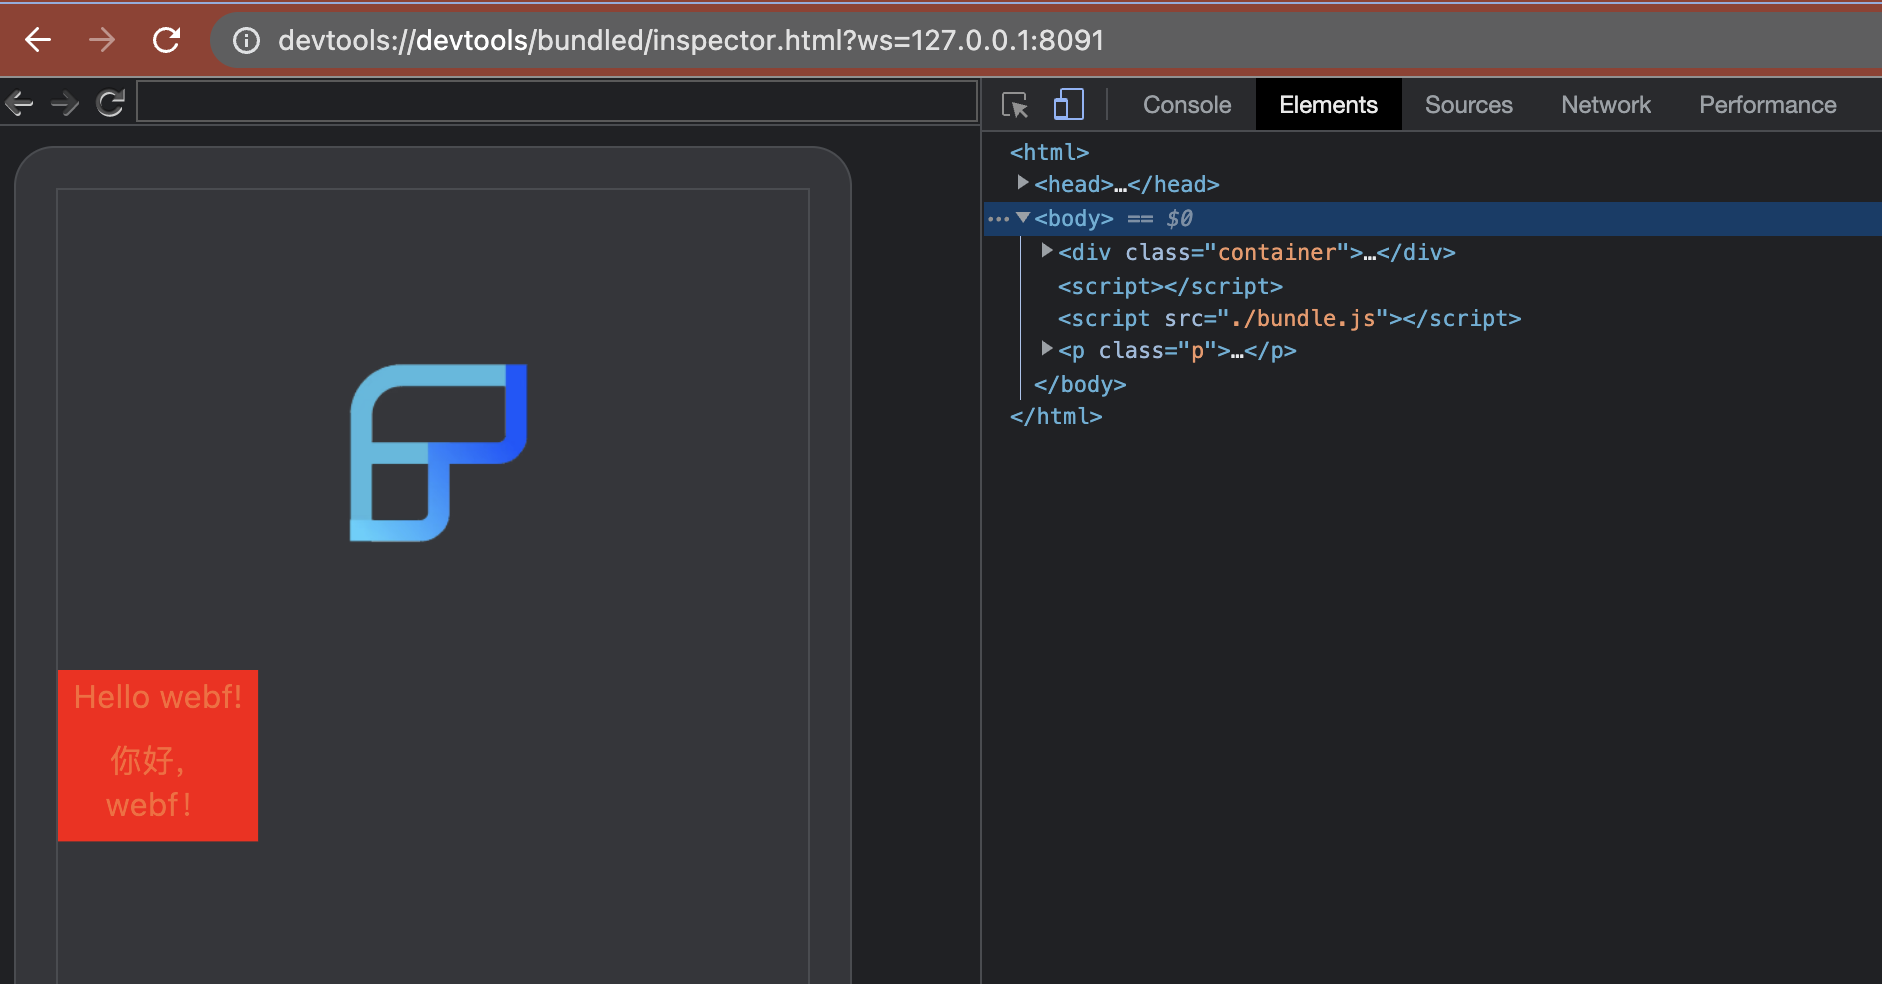 devtools://devtools/bundled/inspector.html?ws=127.0.0.1:8091
Console Elements Sources Network Performance
<html>
<head>…</head>
<body> == $0
<div class="container">…</div>
<script></script>
<script src="./bundle.js"></script>
<p class="p">…</p>
</body>
</html>
Hello webf!
你好，
webf！